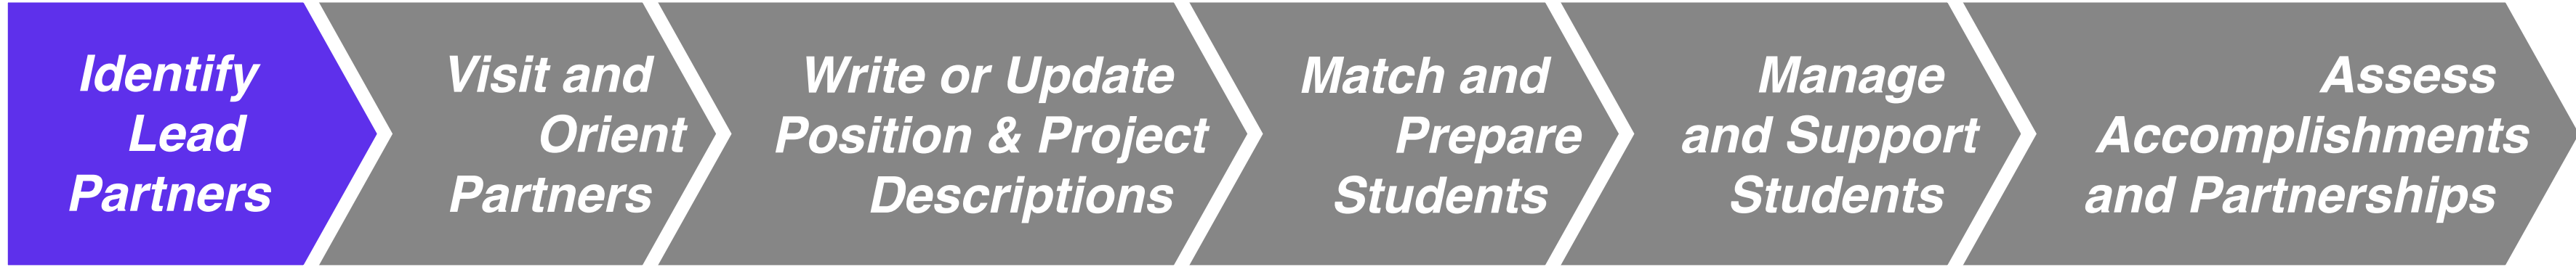 Identify
Lead
Partners
Visit and
Orient
Partners
Write or Update
Position & Project
Descriptions
Match and
Prepare
Students
Manage
and Support
Students
Assess
Accomplishments
and Partnerships